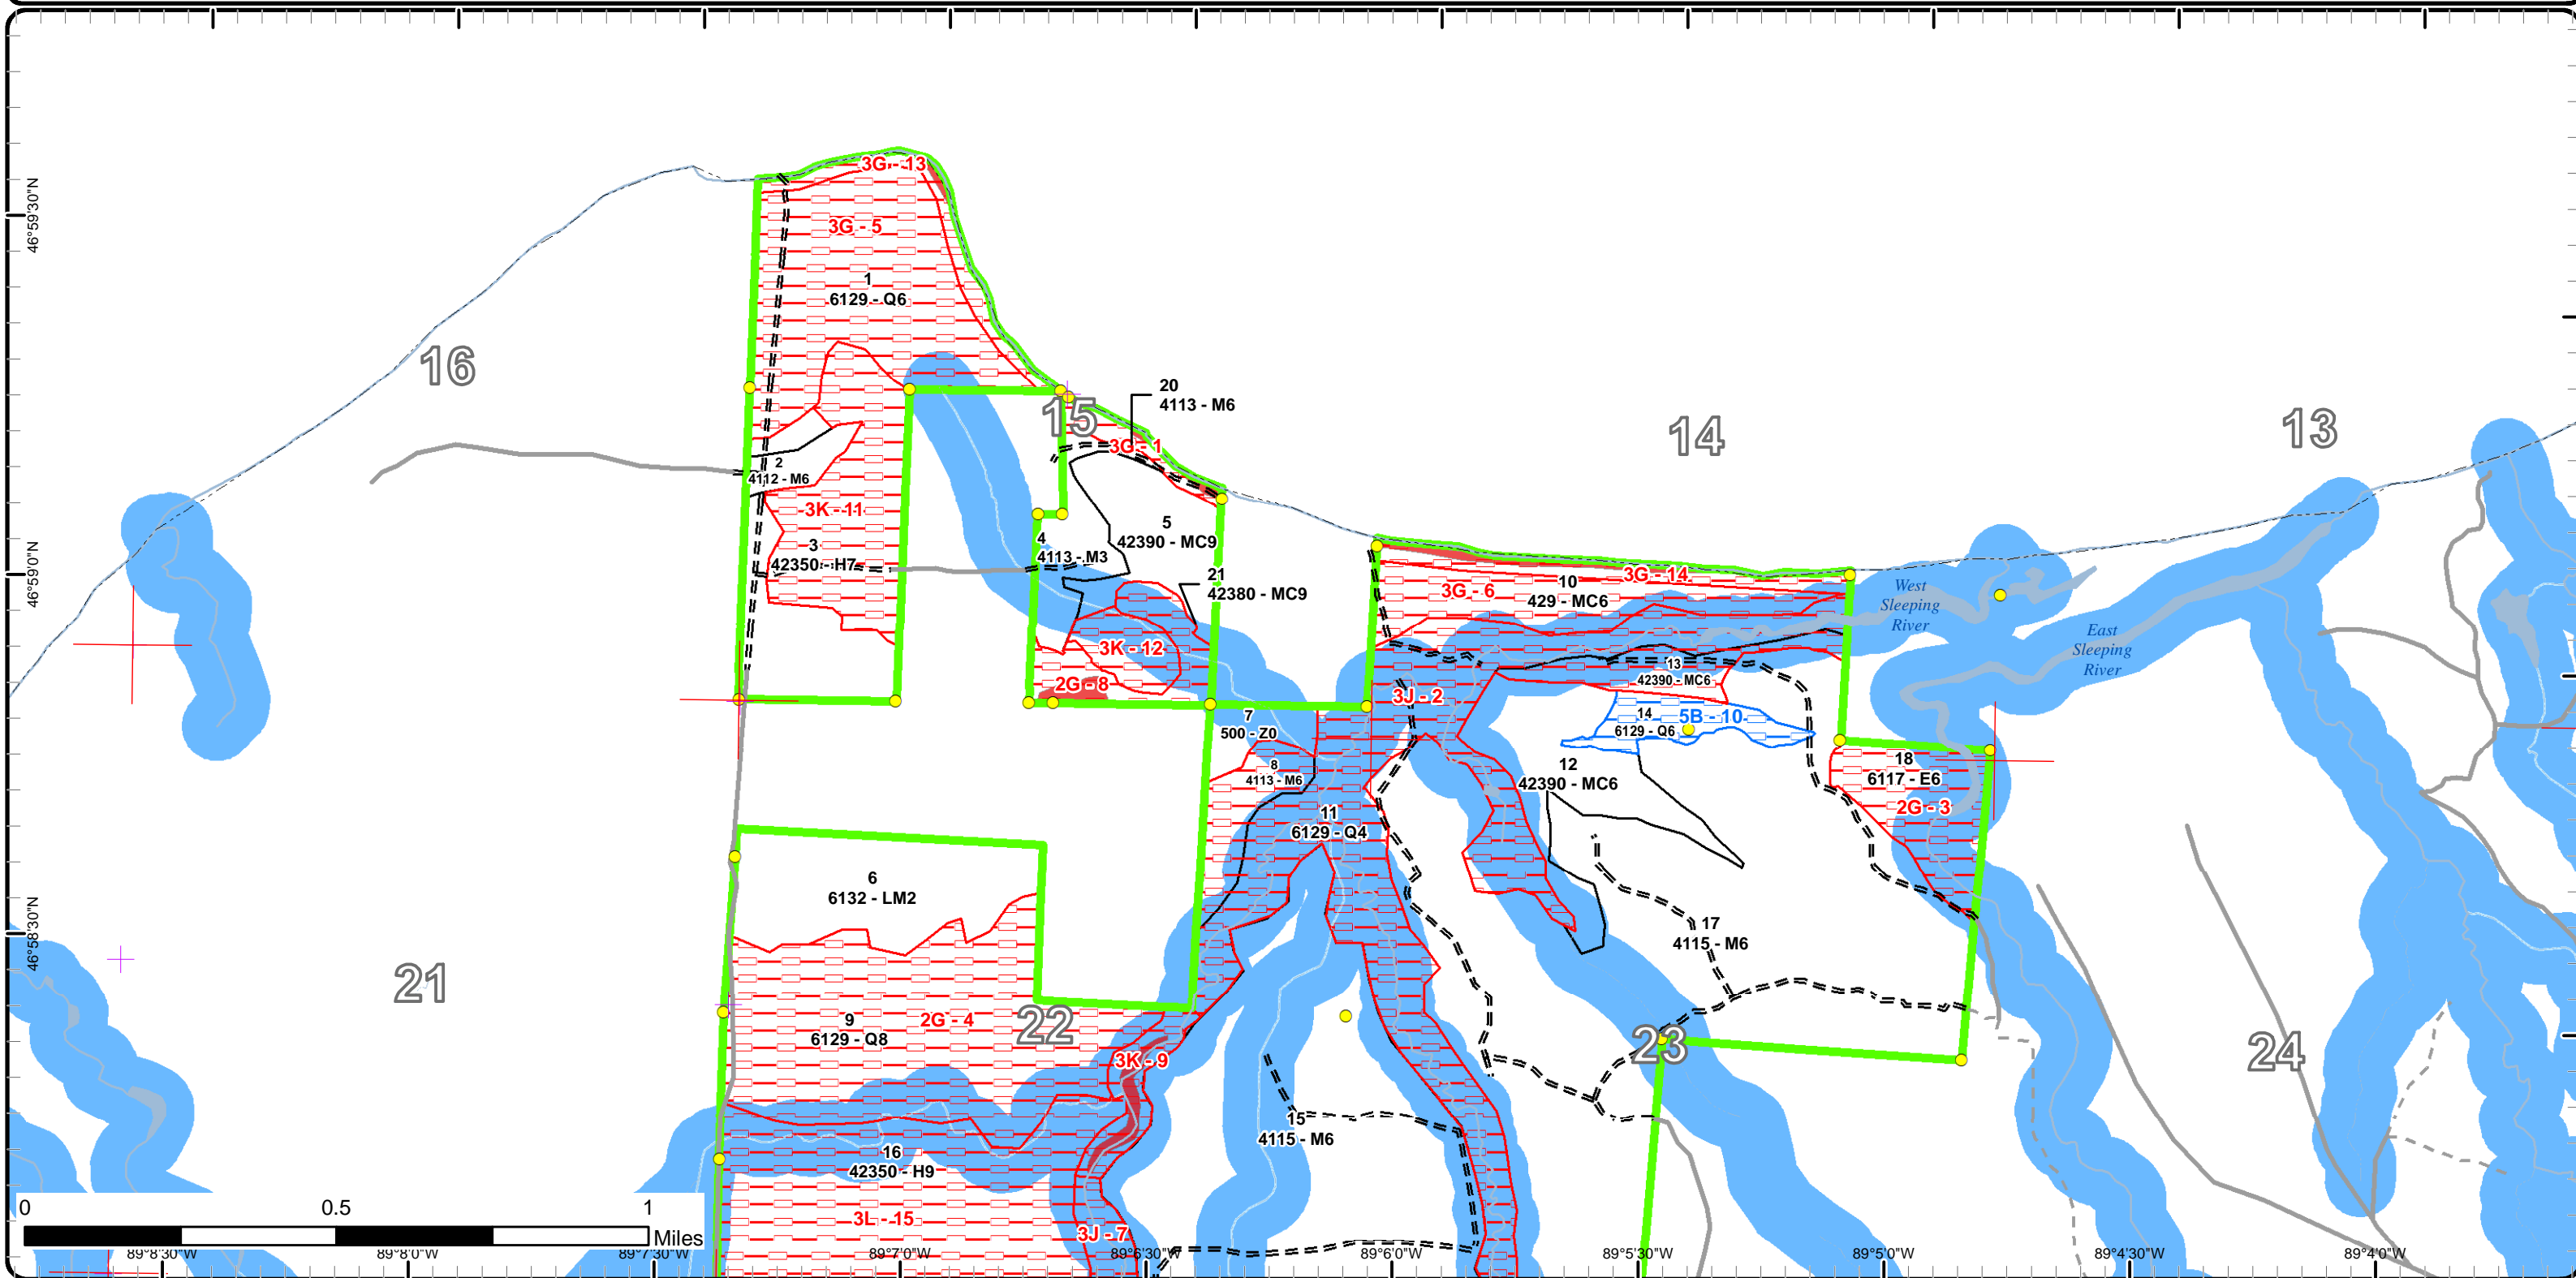 3G - 13
3G - 5
1
6129 - Q6
16
20
4113 - M6
15
14
13
3G - 1
2
4112 - M6
3K - 11
5
42390 - MC9
3
42350 - H7
4
4113 - M3
21
42380 - MC9
3G - 14
10
429 - MC6
3G - 6
West
Sleeping
River
East
Sleeping
River
3K - 12
2G - 8
13
42390 - MC6
3J - 2
7
500 - Z0
14
6129 - Q6
5B - 10
8
4113 - M6
12
42390 - MC6
18
6117 - E6
2G - 3
11
6129 - Q4
6
6132 - LM2
17
4115 - M6
21
22
23
24
9
6129 - Q8
2G - 4
3K - 9
15
4115 - M6
16
42350 - H9
3L - 15
3J - 7
0 0.5 1
Miles
46°59'30"N
46°59'0"N
46°58'30"N
89°8'30"W 89°8'0"W 89°7'30"W 89°7'0"W 89°6'30"W 89°6'0"W 89°5'30"W 89°5'0"W 89°4'30"W 89°4'0"W